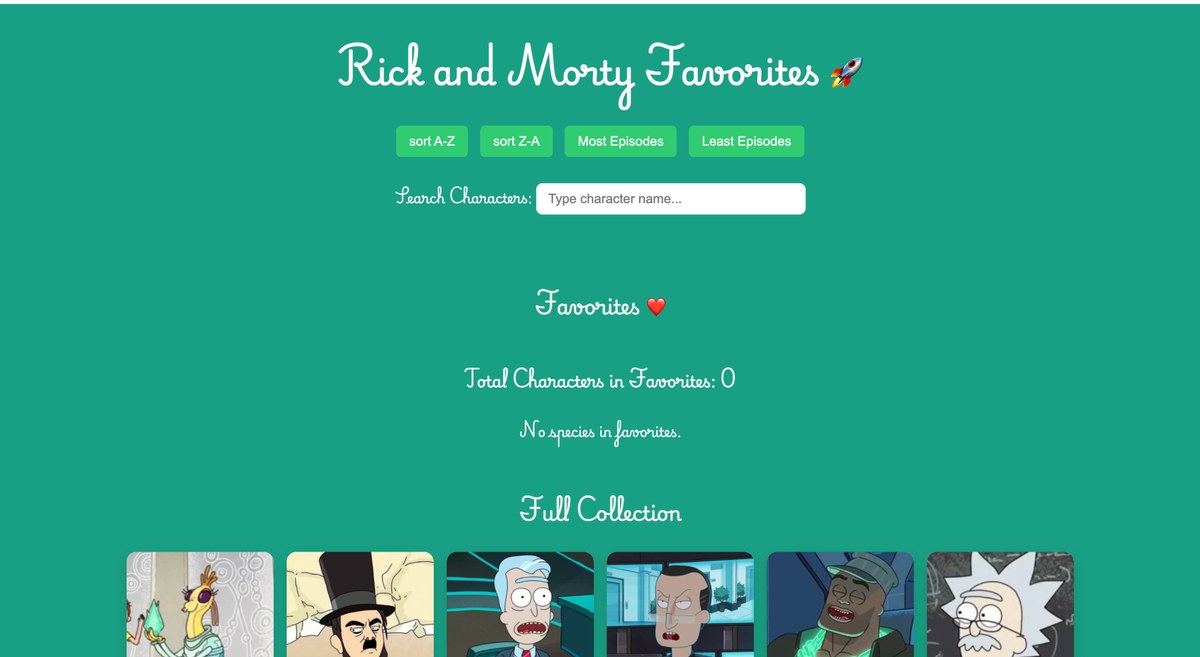 Rick and Morty Favorites 🚀
sort A-Z sort Z-A Most Episodes Least Episodes
Search Characters: Type character name...
Favorites ❤️
Total Characters in Favorites: 0
No species in favorites.
Full Collection